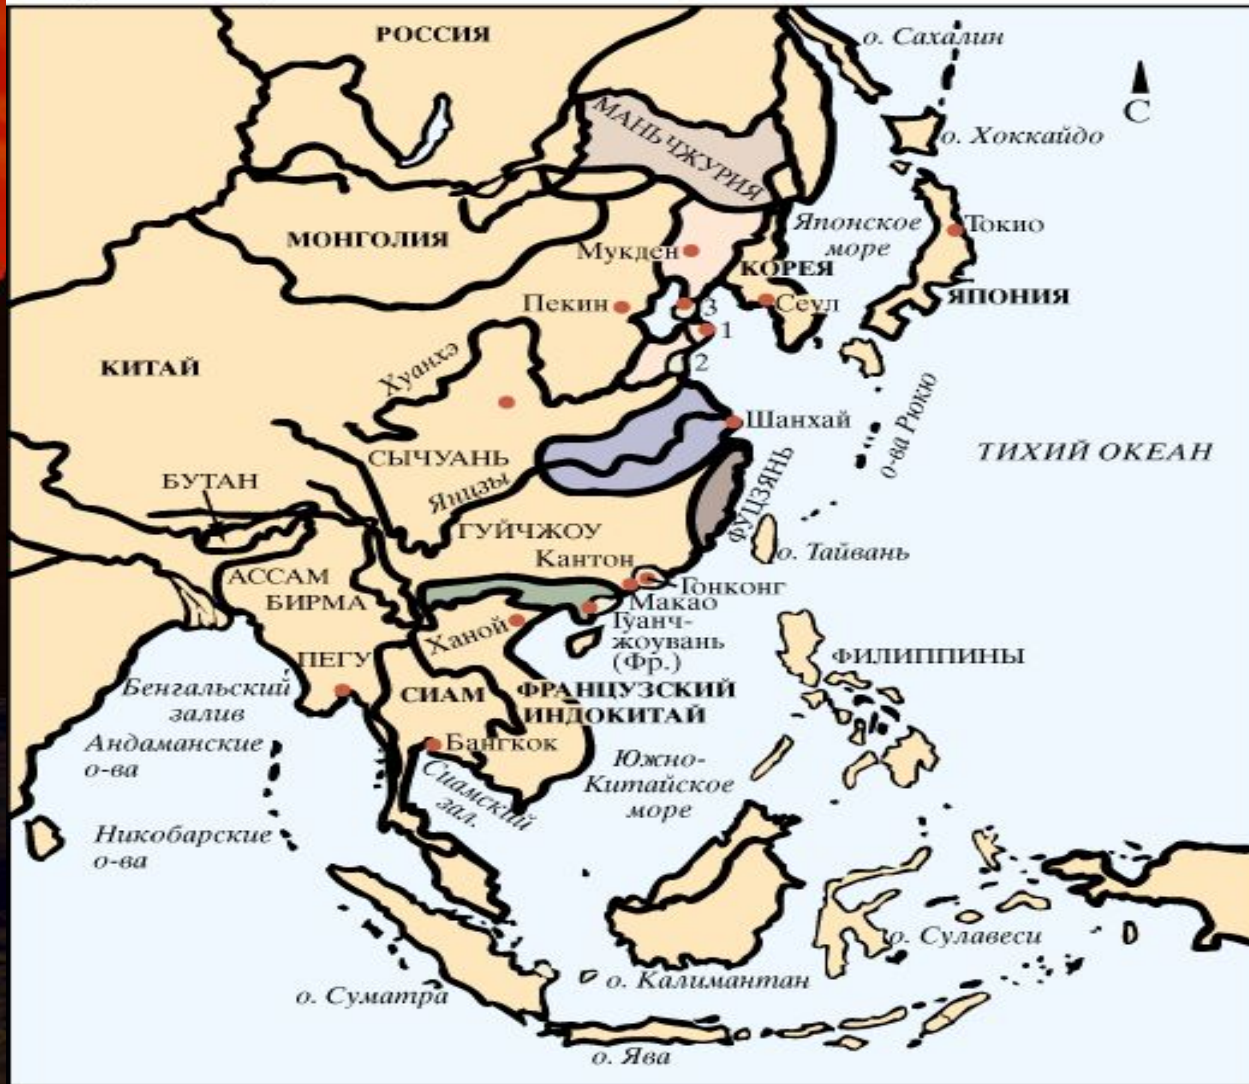 РОССИЯ
о. Сахалин
С
МАНЬЧЖУРИЯ
о. Хоккайдо
Японское
море
Токио
МОНГОЛИЯ
Мукден
КОРЕЯ
ЯПОНИЯ
Пекин
3
Сеул
1
2
КИТАЙ
Хуанхэ
о-ва Рюкю
Шанхай
ТИХИЙ ОКЕАН
СЫЧУАНЬ
БУТАН
Янцзы
ФУЦЗЯНЬ
ГУЙЧЖОУ
о. Тайвань
Кантон
АССАМ
Гонконг
БИРМА
Макао
Гуанч-
жоувань
(Фр.)
Ханой
ПЕГУ
ФИЛИППИНЫ
Бенгальский
залив
СИАМ
ФРАНЦУЗСКИЙ
ИНДОКИТАЙ
Андаманские
о-ва
Бангкок
Сиамский
зал.
Южно-
Китайское
море
Никобарские
о-ва
о. Сулавеси
о. Калимантан
о. Суматра
о. Ява